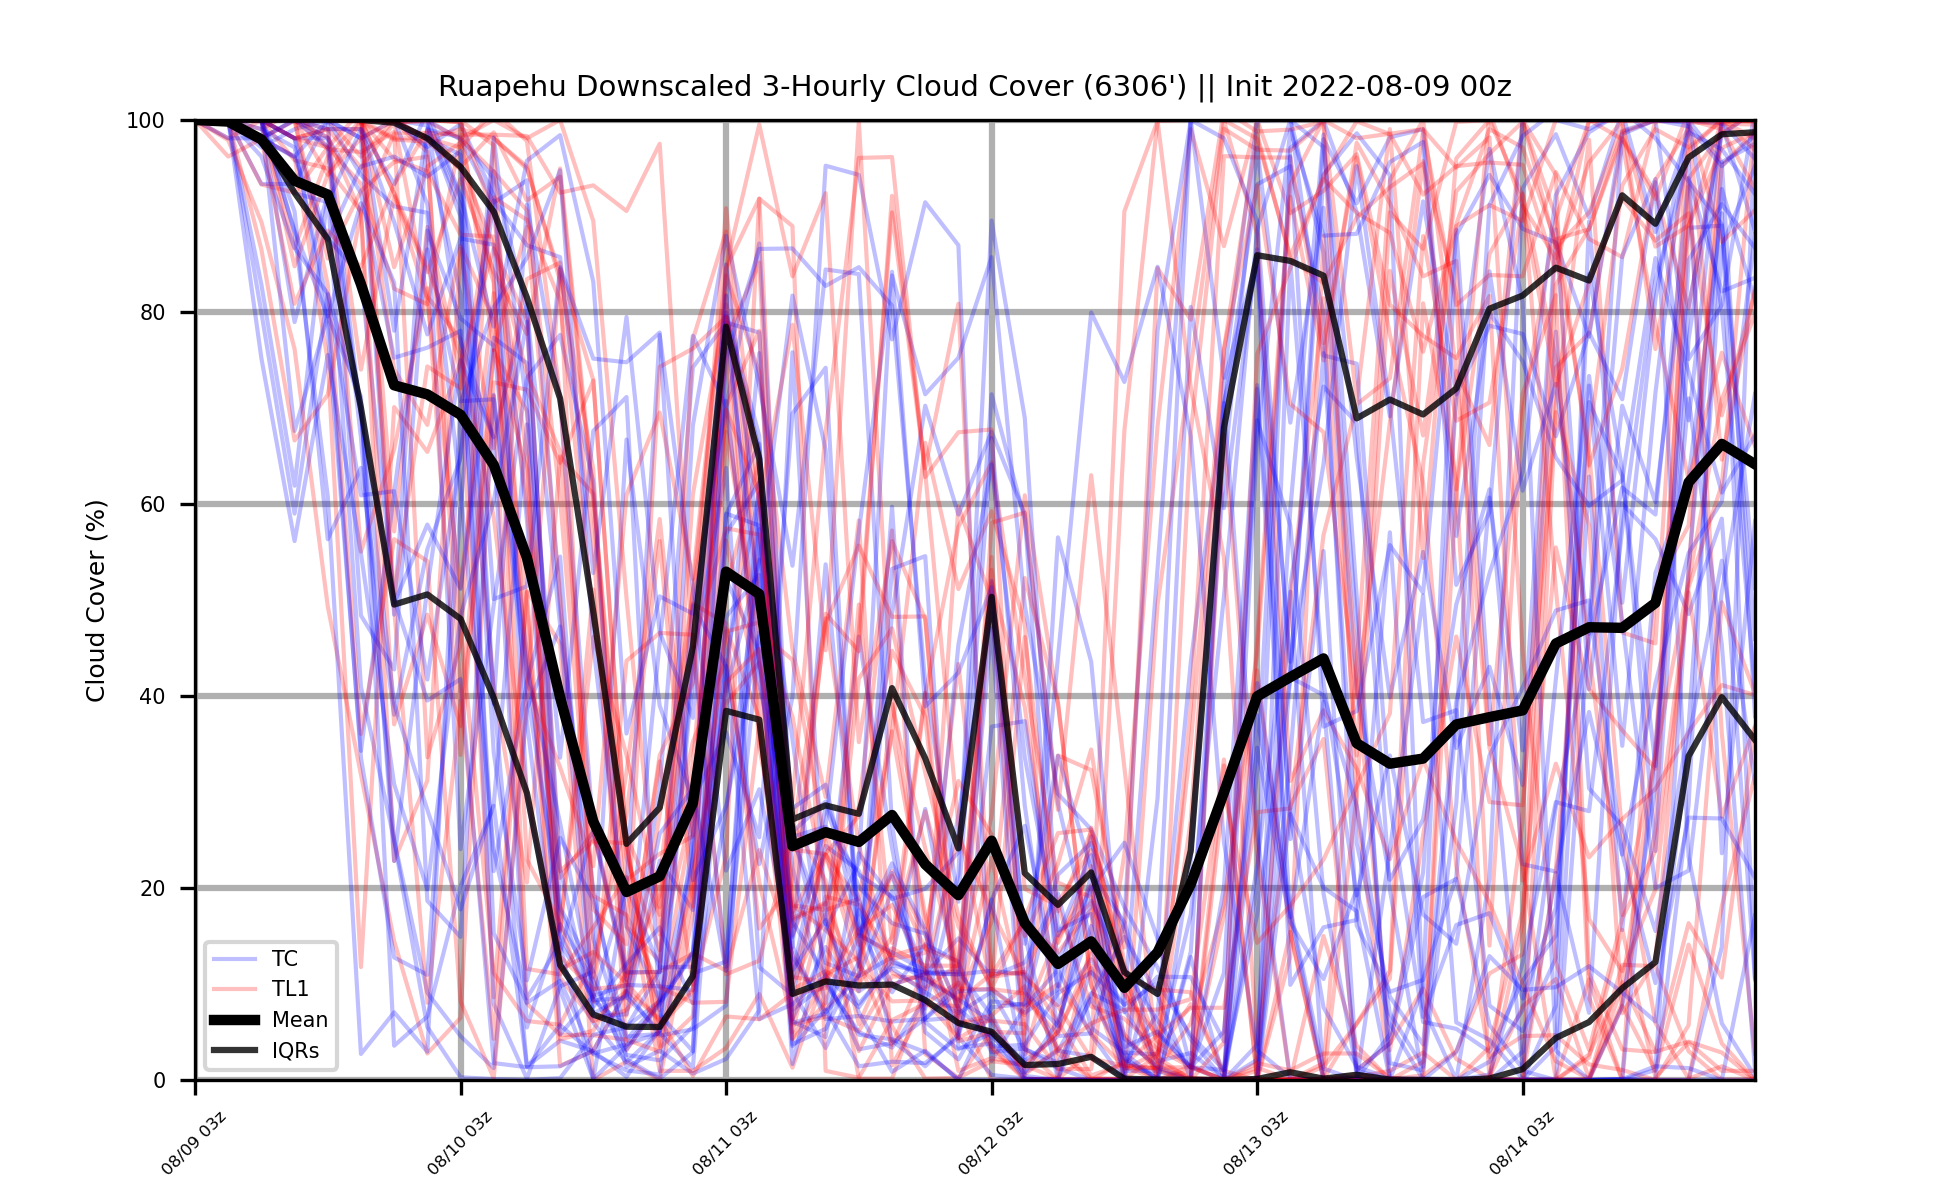 Ruapehu Downscaled 3-Hourly Cloud Cover (6306') || Init 2022-08-09 00z
100
80
60
40
20
0
Cloud Cover (%)
TC
TL1
Mean
IQRs
08/09 03z
08/10 03z
08/11 03z
08/12 03z
08/13 03z
08/14 03z